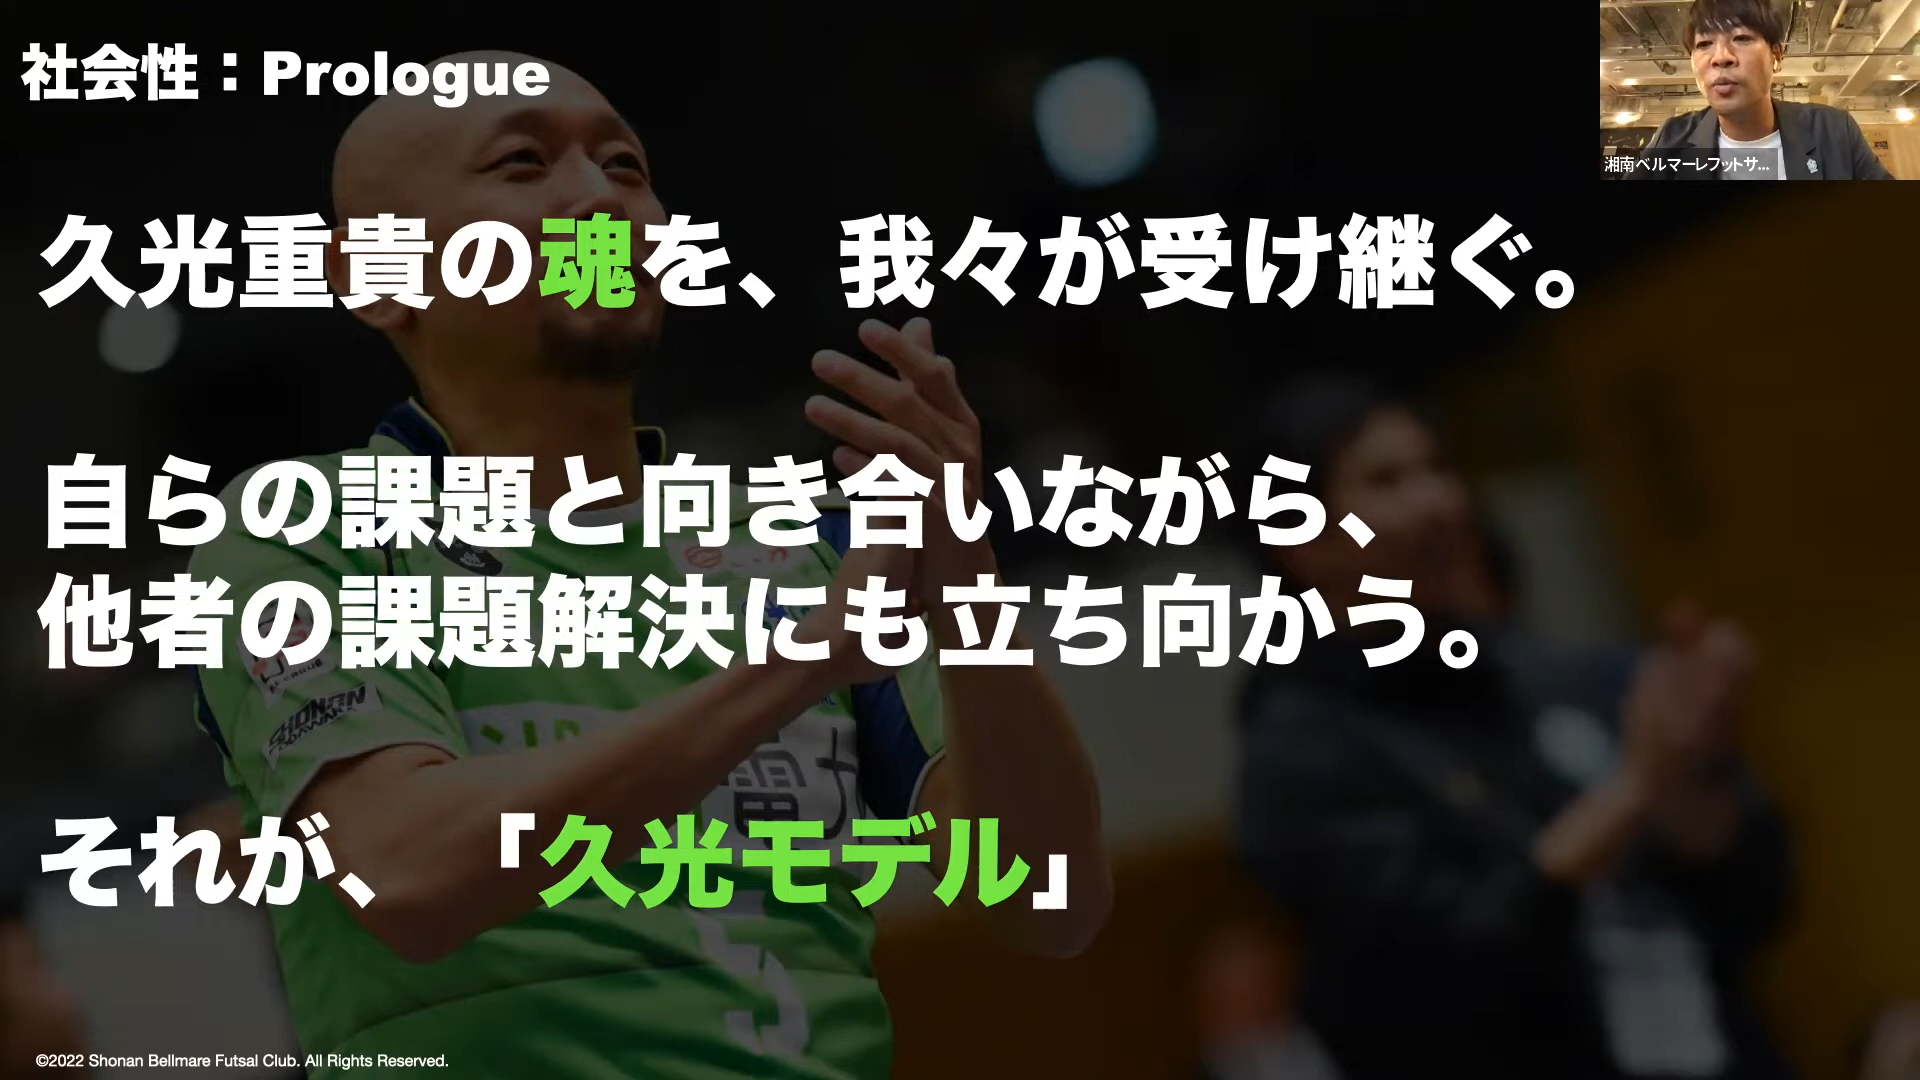 社会性：Prologue
湘南ベルマーレフットサ...
久光重貴の魂を、我々が受け継ぐ。
自らの課題と向き合いながら、
他者の課題解決にも立ち向かう。
それが、「久光モデル」
SHONAN
ODAWARA
©2022 Shonan Bellmare Futsal Club. All Rights Reserved.